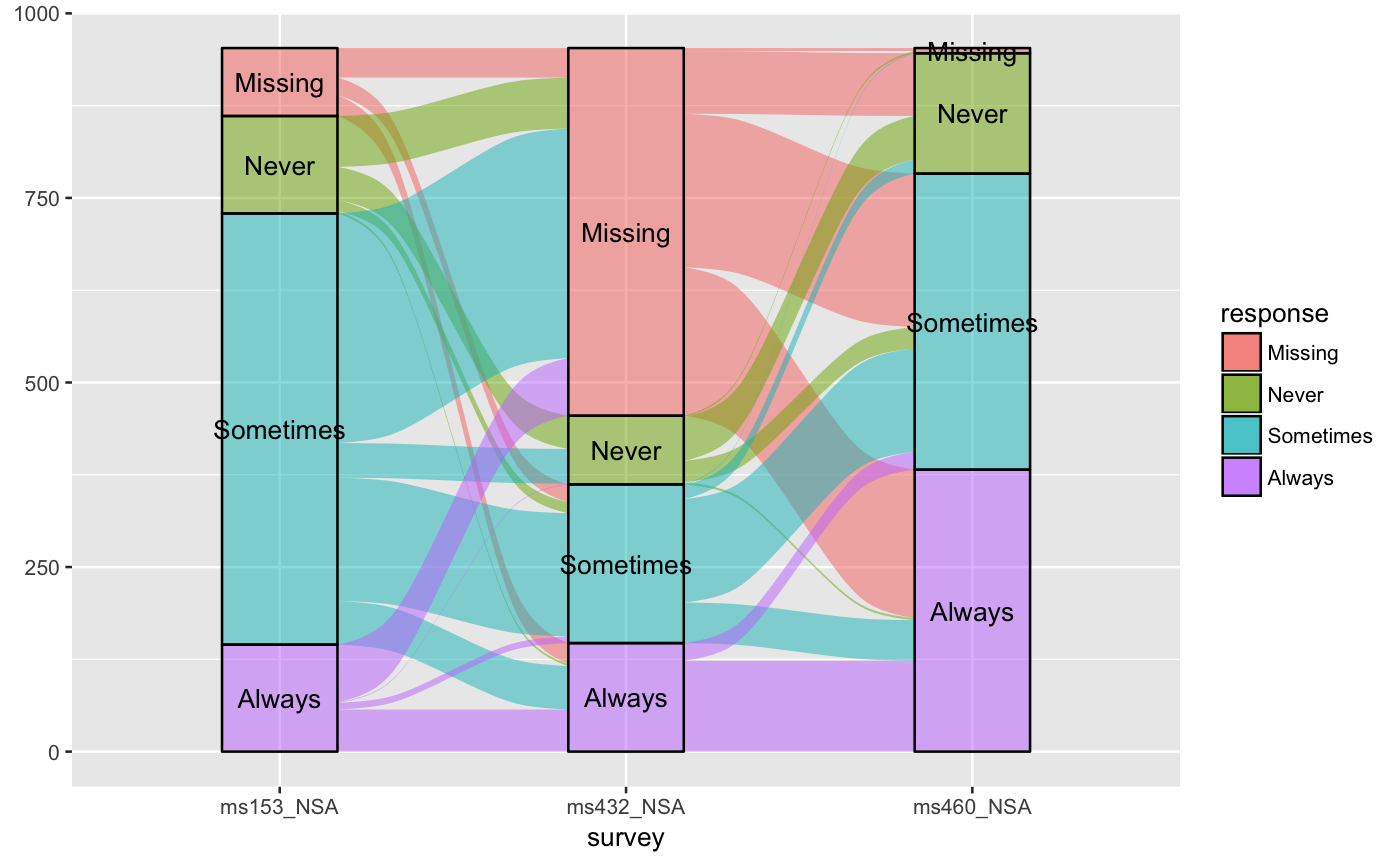 1000
750
500
250
0
Missing
Never
Sometimes
Always
Missing
Never
Sometimes
Always
Missing
Never
Sometimes
Always
ms153_NSA
ms432_NSA
ms460_NSA
survey
response
Missing
Never
Sometimes
Always